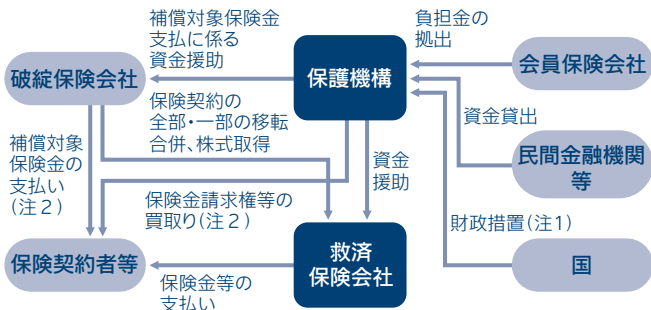 補償対象保険金
支払に係る
資金援助
負担金の
拠出
破綻保険会社
保護機構
会員保険会社
保険契約の
全部・一部の移転
合併、株式取得
資金貸出
補償対象
保険金の
支払い
(注２)
資金
援助
民間金融機関
等
保険金請求権等の
買取り(注２)
財政措置(注1)
保険契約者等
救済
保険会社
国
保険金等の
支払い